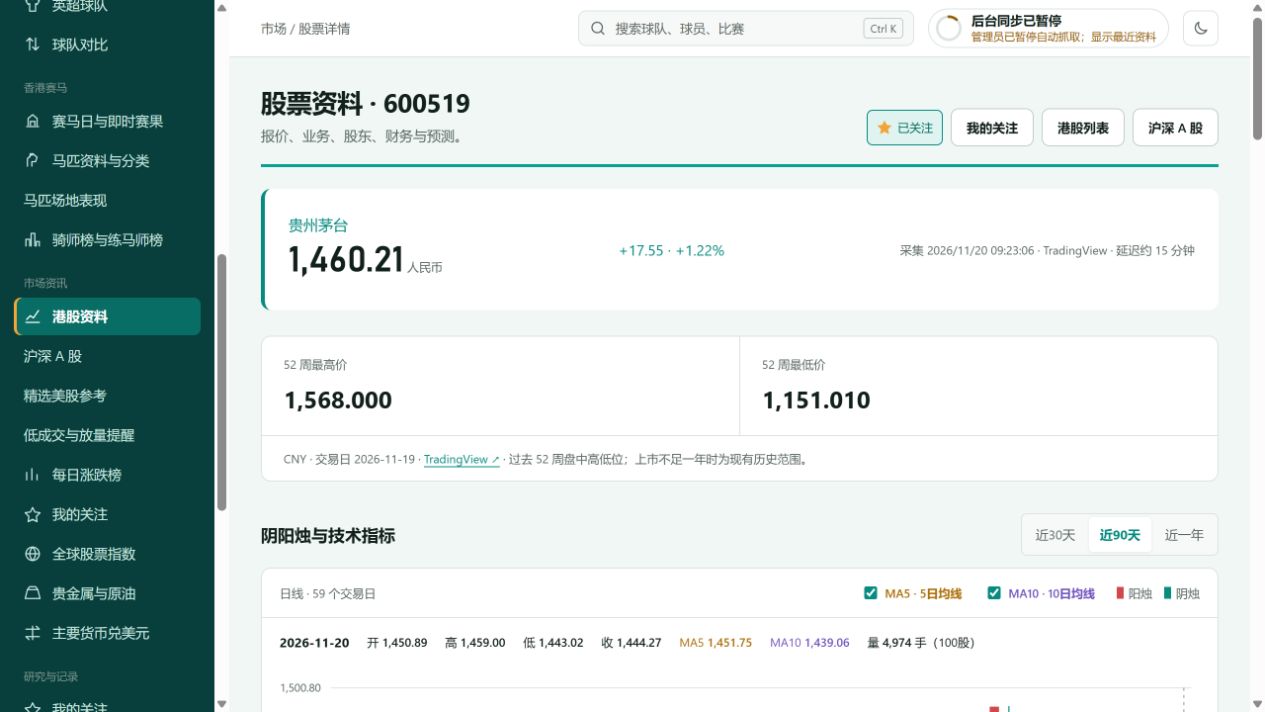 英超球队
球队对比
香港赛马
赛马日与即时赛果
马匹资料与分类
马匹场地表现
骑师榜与练马师榜
市场资讯
港股资料
沪深 A 股
精选美股参考
低成交与放量提醒
每日涨跌榜
我的关注
全球股票指数
贵金属与原油
主要货币兑美元
研究与记录
我的关注
市场 / 股票详情
搜索球队、球员、比赛
Ctrl K
后台同步已暂停
管理员已暂停自动抓取；显示最近资料
股票资料 · 600519
报价、业务、股东、财务与预测。
已关注
我的关注
港股列表
沪深 A 股
贵州茅台
1,460.21 人民币
+17.55 · +1.22%
采集 2026/11/20 09:23:06 · TradingView · 延迟约 15 分钟
52 周最高价
1,568.000
52 周最低价
1,151.010
CNY · 交易日 2026-11-19 · TradingView ↗ · 过去 52 周盘中高低位；上市不足一年时为现有历史范围。
阴阳烛与技术指标
近30天 近90天 近一年
日线 · 59 个交易日
MA5 · 5日均线 MA10 · 10日均线 阳烛 阴烛
2026-11-20 开 1,450.89 高 1,459.00 低 1,443.02 收 1,444.27 MA5 1,451.75 MA10 1,439.06 量 4,974 手（100股）
1,500.80